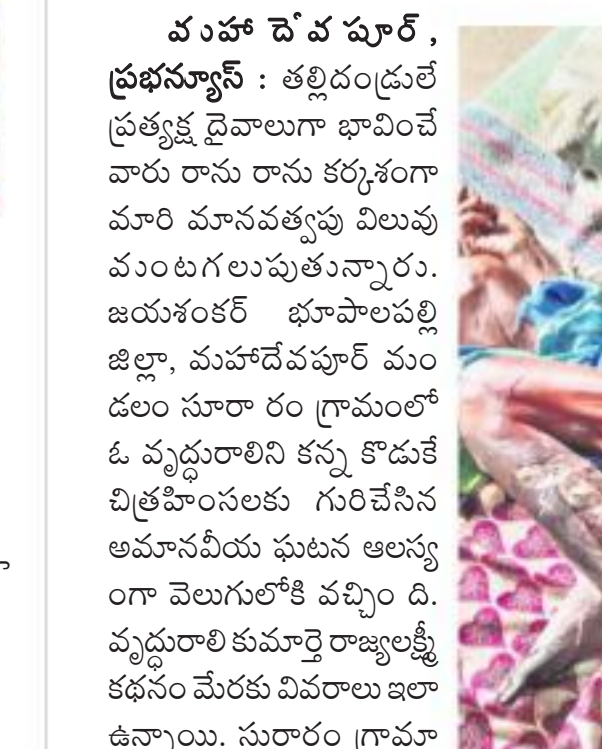 మహాదేవపూర్,
ప్రభన్యూస్ : తల్లిదండ్రులే
ప్రత్యక్ష దైవాలుగా భావించే
వారు రాను రాను కర్కశంగా
మారి మానవత్వపు విలువు
మంటగలుపుతున్నారు.
జయశంకర్ భూపాలపల్లి
జిల్లా, మహాదేవపూర్ మం
డలం సూరా రం గ్రామంలో
ఓ వృద్ధురాలిని కన్న కొడుకే
చిత్రహింసలకు గురిచేసిన
అమానవీయ ఘటన ఆలస్య
ంగా వెలుగులోకి వచ్చిం ది.
వృద్ధురాలి కుమార్తె రాజ్యలక్ష్మీ
కథనం మేరకు వివరాలు ఇలా
ఉన్నాయి. సురారం గ్రామా